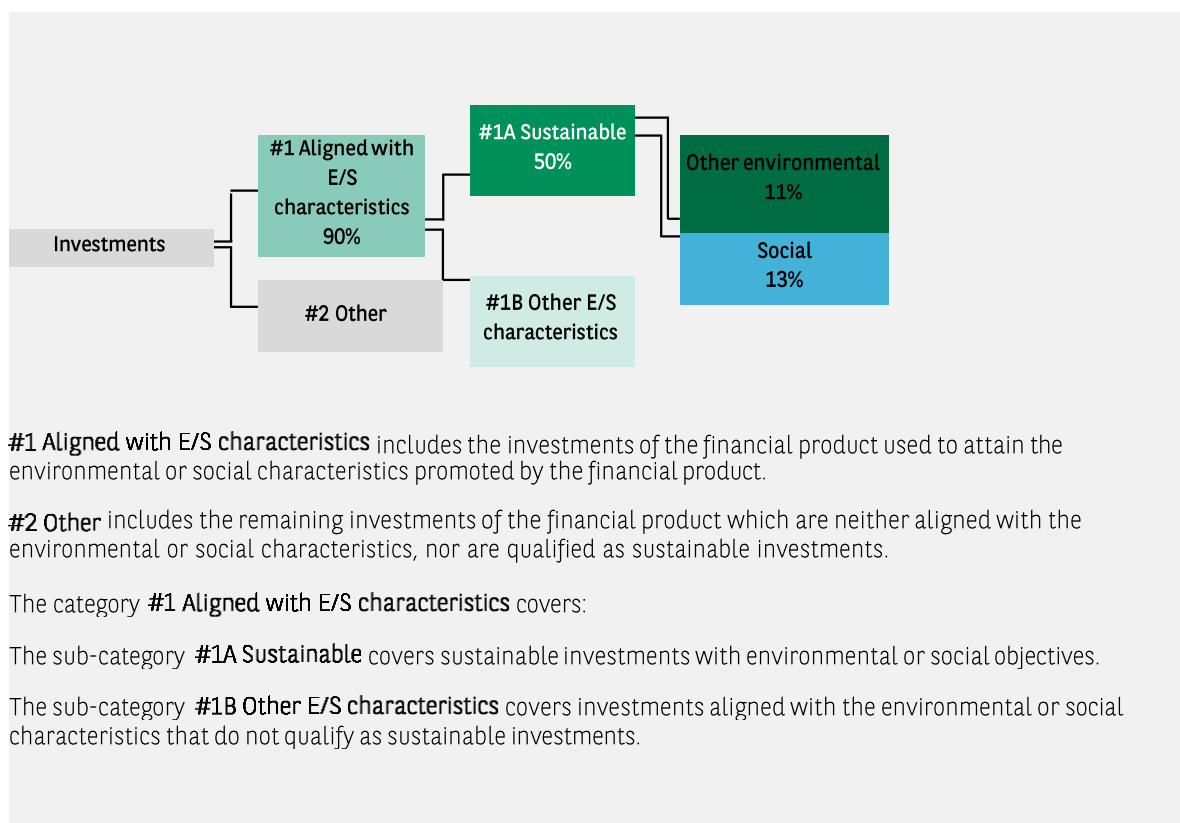 #1A Sustainable
50%
#1 Aligned with
E/S
characteristics
90%
Other environmental
11%
Investments
Social
13%
#2 Other
#1B Other E/S
characteristics
#1 Aligned with E/S characteristics includes the investments of the financial product used to attain the
environmental or social characteristics promoted by the financial product.
#2 Other includes the remaining investments of the financial product which are neither aligned with the
environmental or social characteristics, nor are qualified as sustainable investments.
The category #1 Aligned with E/S characteristics covers:
The sub-category #1A Sustainable covers sustainable investments with environmental or social objectives.
The sub-category #1B Other E/S characteristics covers investments aligned with the environmental or social
characteristics that do not qualify as sustainable investments.